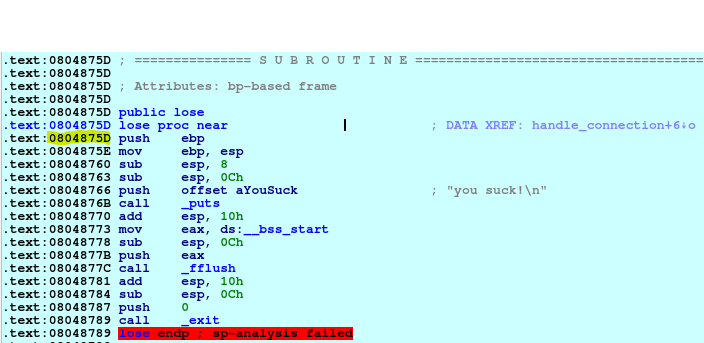 .text:0804875D ; =============== S U B R O U T I N E =====================================
.text:0804875D
.text:0804875D ; Attributes: bp-based frame
.text:0804875D
.text:0804875D public lose
.text:0804875D lose proc near ; DATA XREF: handle_connection+6↓o
.text:0804875D push ebp
.text:0804875E mov ebp, esp
.text:08048760 sub esp, 8
.text:08048763 sub esp, 0Ch
.text:08048766 push offset aYouSuck ; "you suck!\n"
.text:0804876B call _puts
.text:08048770 add esp, 10h
.text:08048773 mov eax, ds:__bss_start
.text:08048778 sub esp, 0Ch
.text:0804877B push eax
.text:0804877C call _fflush
.text:08048781 add esp, 10h
.text:08048784 sub esp, 0Ch
.text:08048787 push 0
.text:08048789 call _exit
.text:08048789 lose endp ; sp-analysis failed